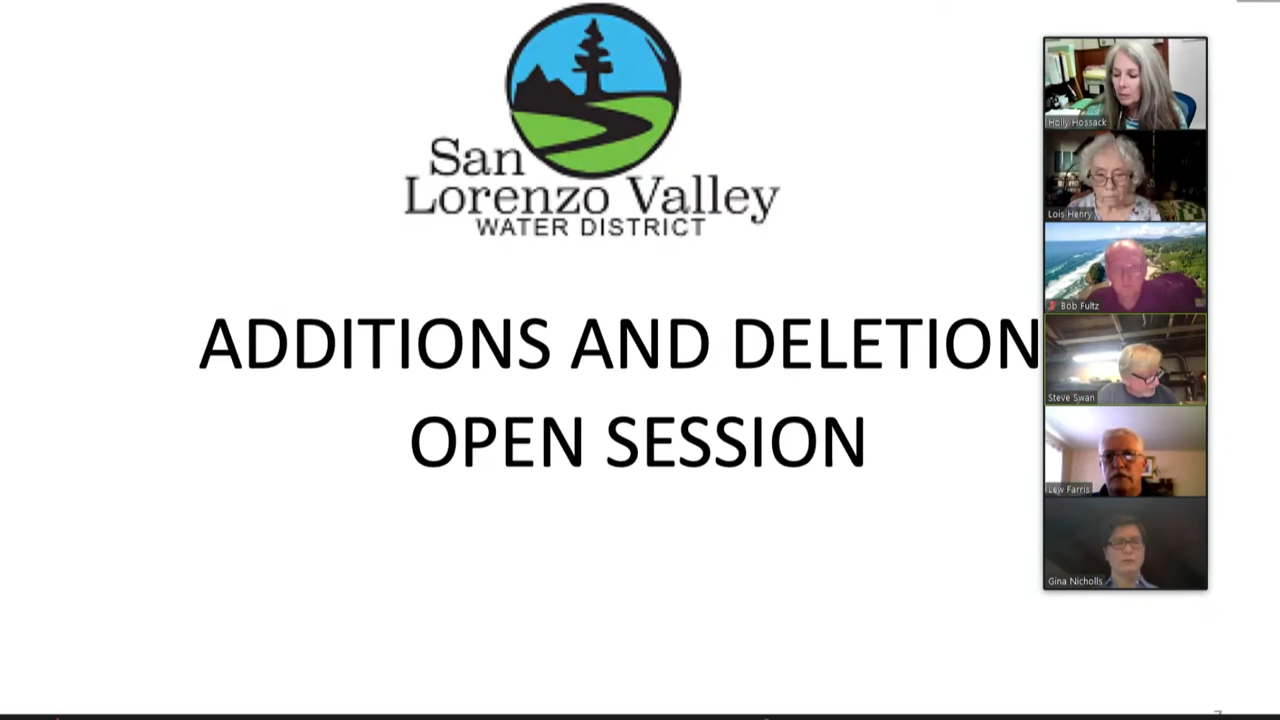 San
Lorenzo Valley
WATER DISTRICT
ADDITIONS AND DELETION
OPEN SESSION
Holly Hossack
Lois Henry
Bob Fultz
Steve Swan
Lew Farris
Gina Nicholls